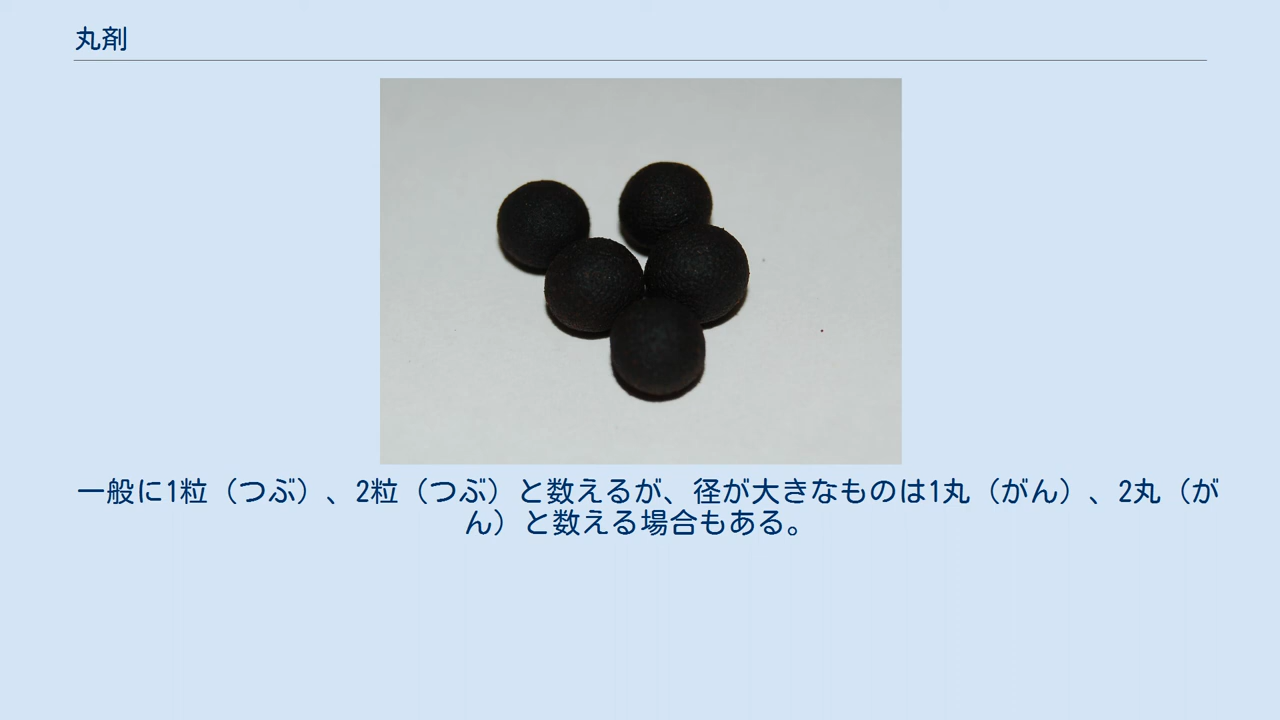 丸剤
一般に1粒（つぶ）、2粒（つぶ）と数えるが、径が大きなものは1丸（がん）、2丸（が
ん）と数える場合もある。